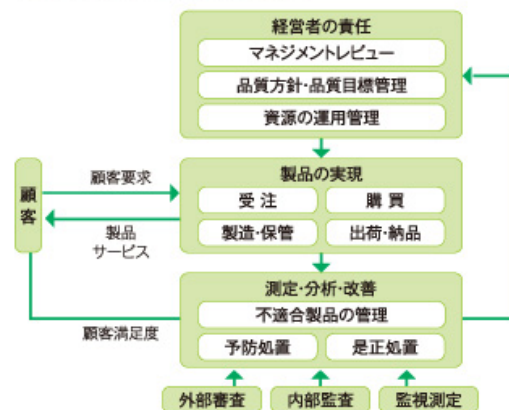 経営者の責任
マネジメントレビュー
品質方針・品質目標管理
資源の運用管理
顧客要求
製品の実現
顧客
受注
購買
製造・保管
出荷・納品
製品
サービス
測定・分析・改善
不適合製品の管理
顧客満足度
予防処置
是正処置
外部審査
内部監査
監視測定